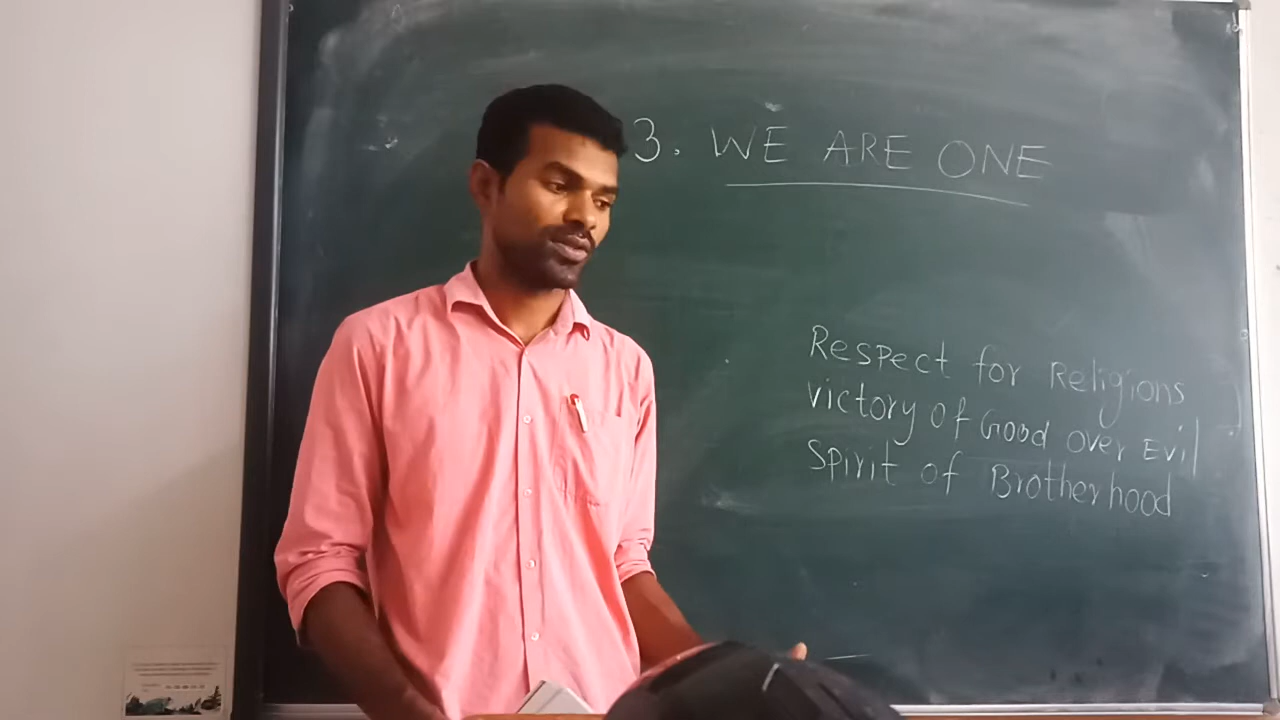 3. WE ARE ONE
Respect for Religions
Victory of Good over Evil
Spirit of Brotherhood